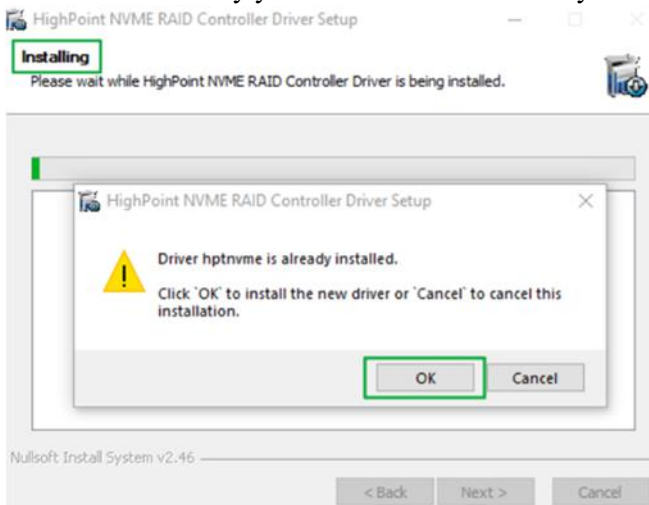 HighPoint NVME RAID Controller Driver Setup
Installing
Please wait while HighPoint NVME RAID Controller Driver is being installed.
HighPoint NVME RAID Controller Driver Setup
Driver hptnvme is already installed.
Click `OK` to install the new driver or `Cancel` to cancel this
installation.
OK Cancel
Nullsoft Install System v2.46
< Back Next > Cancel